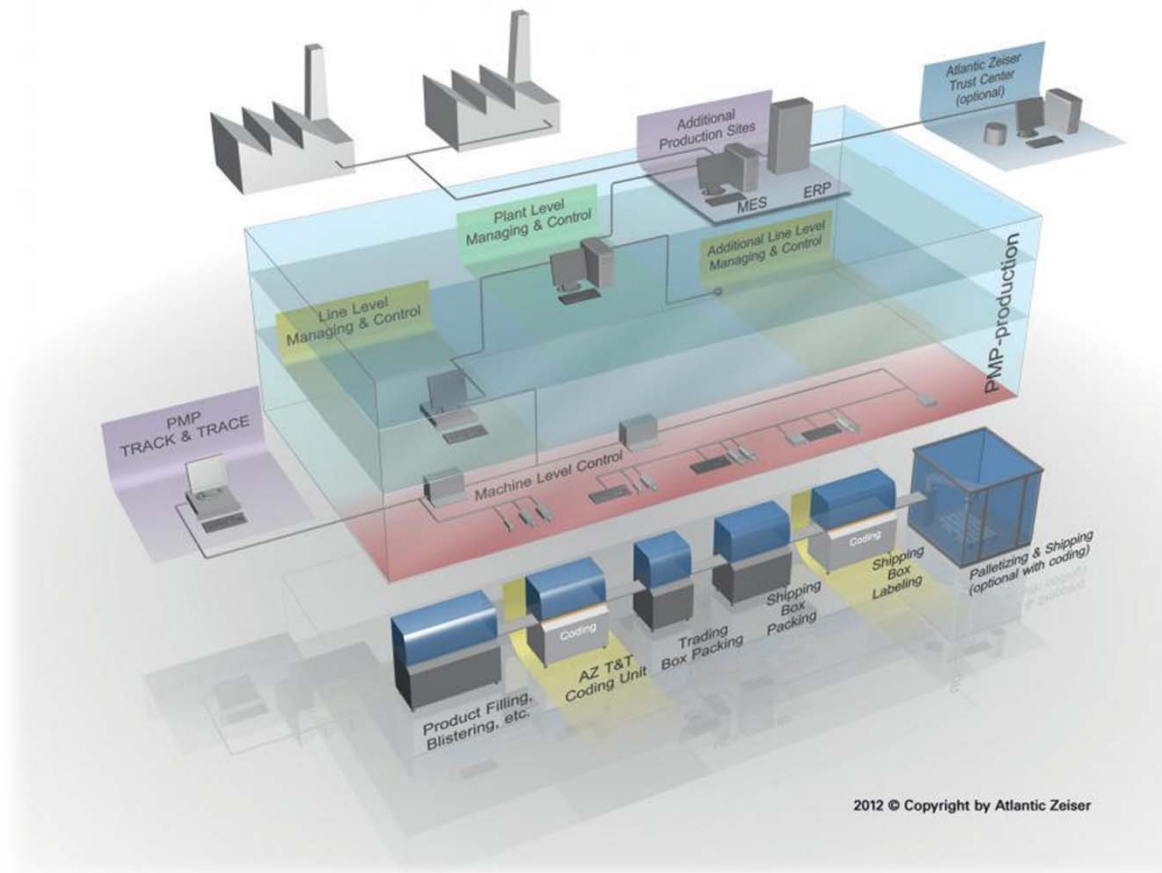 Atlantic Zeiser
Trust Center
(optional)
Additional
Production Sites
MES
ERP
Plant Level
Managing & Control
Additional Line Level
Managing & Control
Line Level
Managing & Control
PMP-production
PMP
TRACK & TRACE
Machine Level Control
Coding
Coding
Product Filling,
Blistering, etc.
AZ T&T
Coding Unit
Trading
Box Packing
Shipping
Box
Packing
Shipping
Box
Labeling
Palletizing & Shipping
(optional with coding)
2012 © Copyright by Atlantic Zeiser